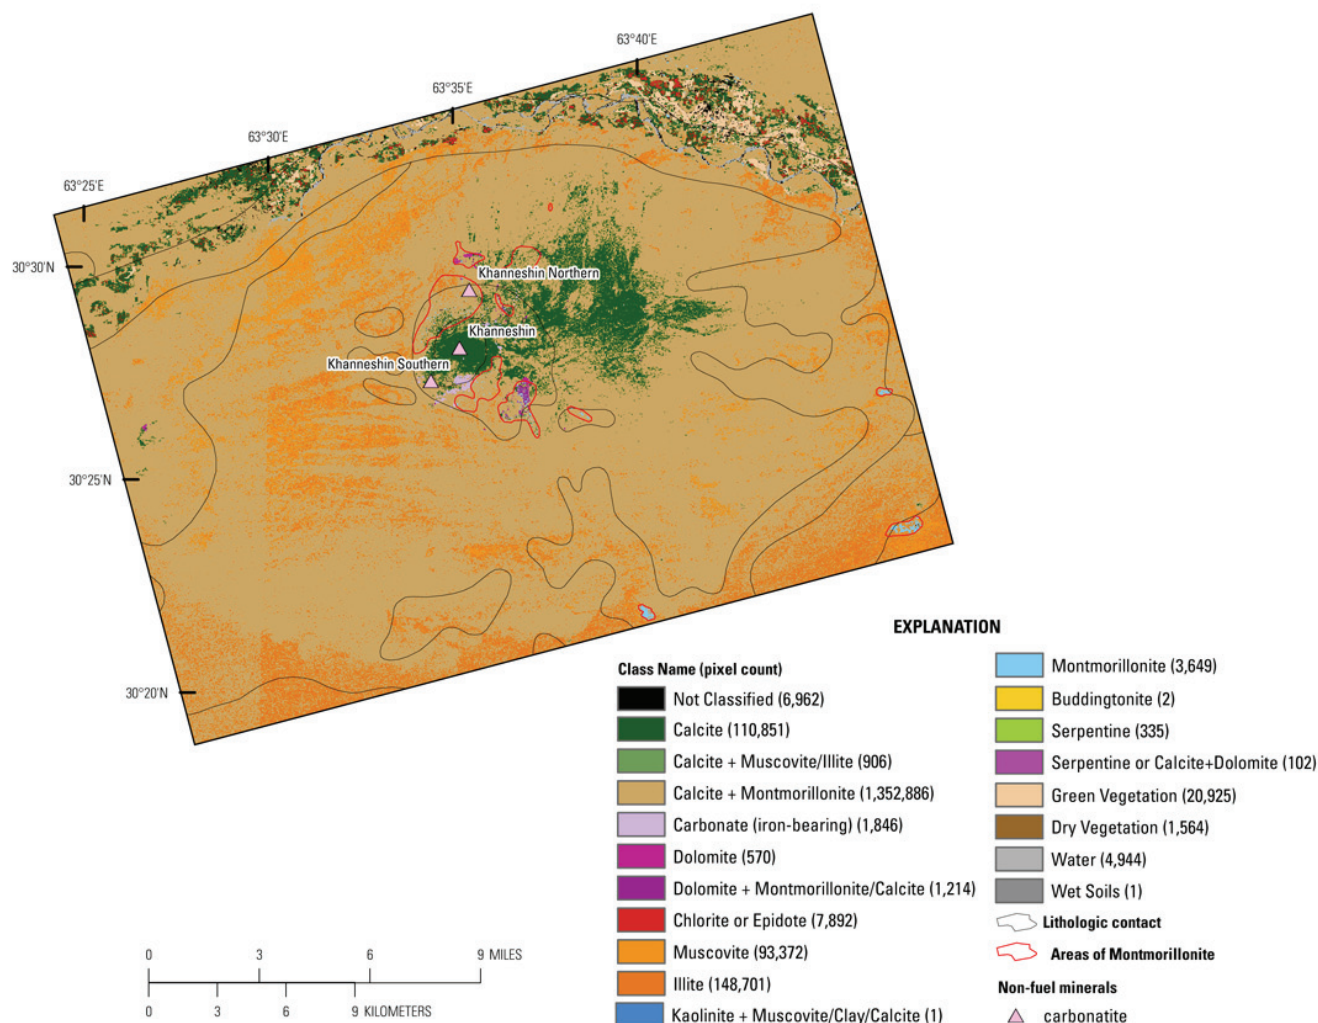 63°40'E
63°35'E
63°30'E
63°25'E
30°30'N
Khanneshin Northern
Khanneshin
Khanneshin Southern
30°25'N
30°20'N
EXPLANATION
Class Name (pixel count)
Not Classified (6,962)
Calcite (110,851)
Calcite + Muscovite/Illite (906)
Calcite + Montmorillonite (1,352,886)
Carbonate (iron-bearing) (1,846)
Dolomite (570)
Dolomite + Montmorillonite/Calcite (1,214)
Chlorite or Epidote (7,892)
Muscovite (93,372)
Illite (148,701)
Kaolinite + Muscovite/Clay/Calcite (1)
Montmorillonite (3,649)
Buddingtonite (2)
Serpentine (335)
Serpentine or Calcite+Dolomite (102)
Green Vegetation (20,925)
Dry Vegetation (1,564)
Water (4,944)
Wet Soils (1)
Lithologic contact
Areas of Montmorillonite
Non-fuel minerals
carbonatite
0 3 6 9 MILES
0 3 6 9 KILOMETERS